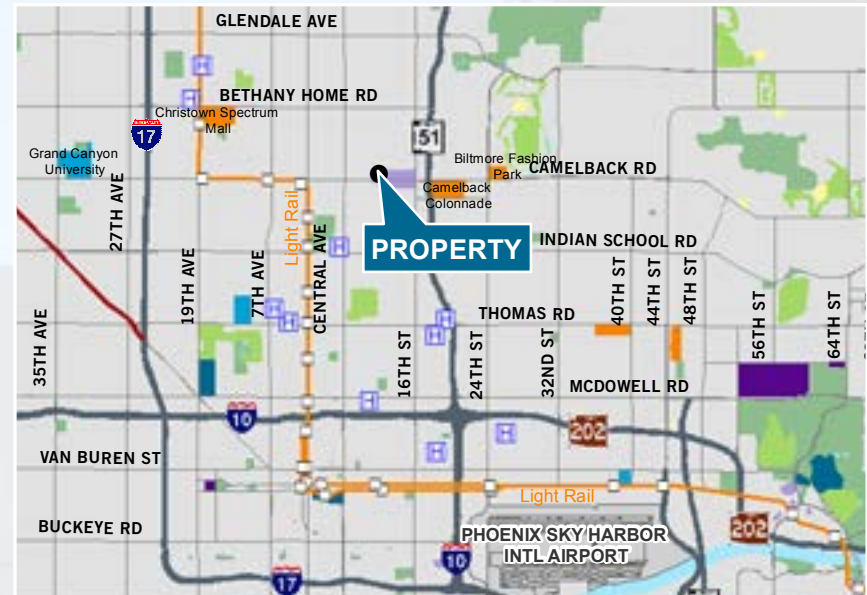 GLENDALE AVE
BETHANY HOME RD
Christown Spectrum
Mall
17
51
Grand Canyon
University
Biltmore Fashion
Park
CAMELBACK RD
Camelback
Colonnade
27TH AVE
Light Rail
PROPERTY
INDIAN SCHOOL RD
19TH AVE
7TH AVE
CENTRAL AVE
THOMAS RD
40TH ST
44TH ST
48TH ST
35TH AVE
16TH ST
24TH ST
32ND ST
56TH ST
64TH ST
MCDOWELL RD
10
202
VAN BUREN ST
Light Rail
BUCKEYE RD
PHOENIX SKY HARBOR
INTL AIRPORT
202
10
17
H
H
H
H
H
H
H
H
H
H